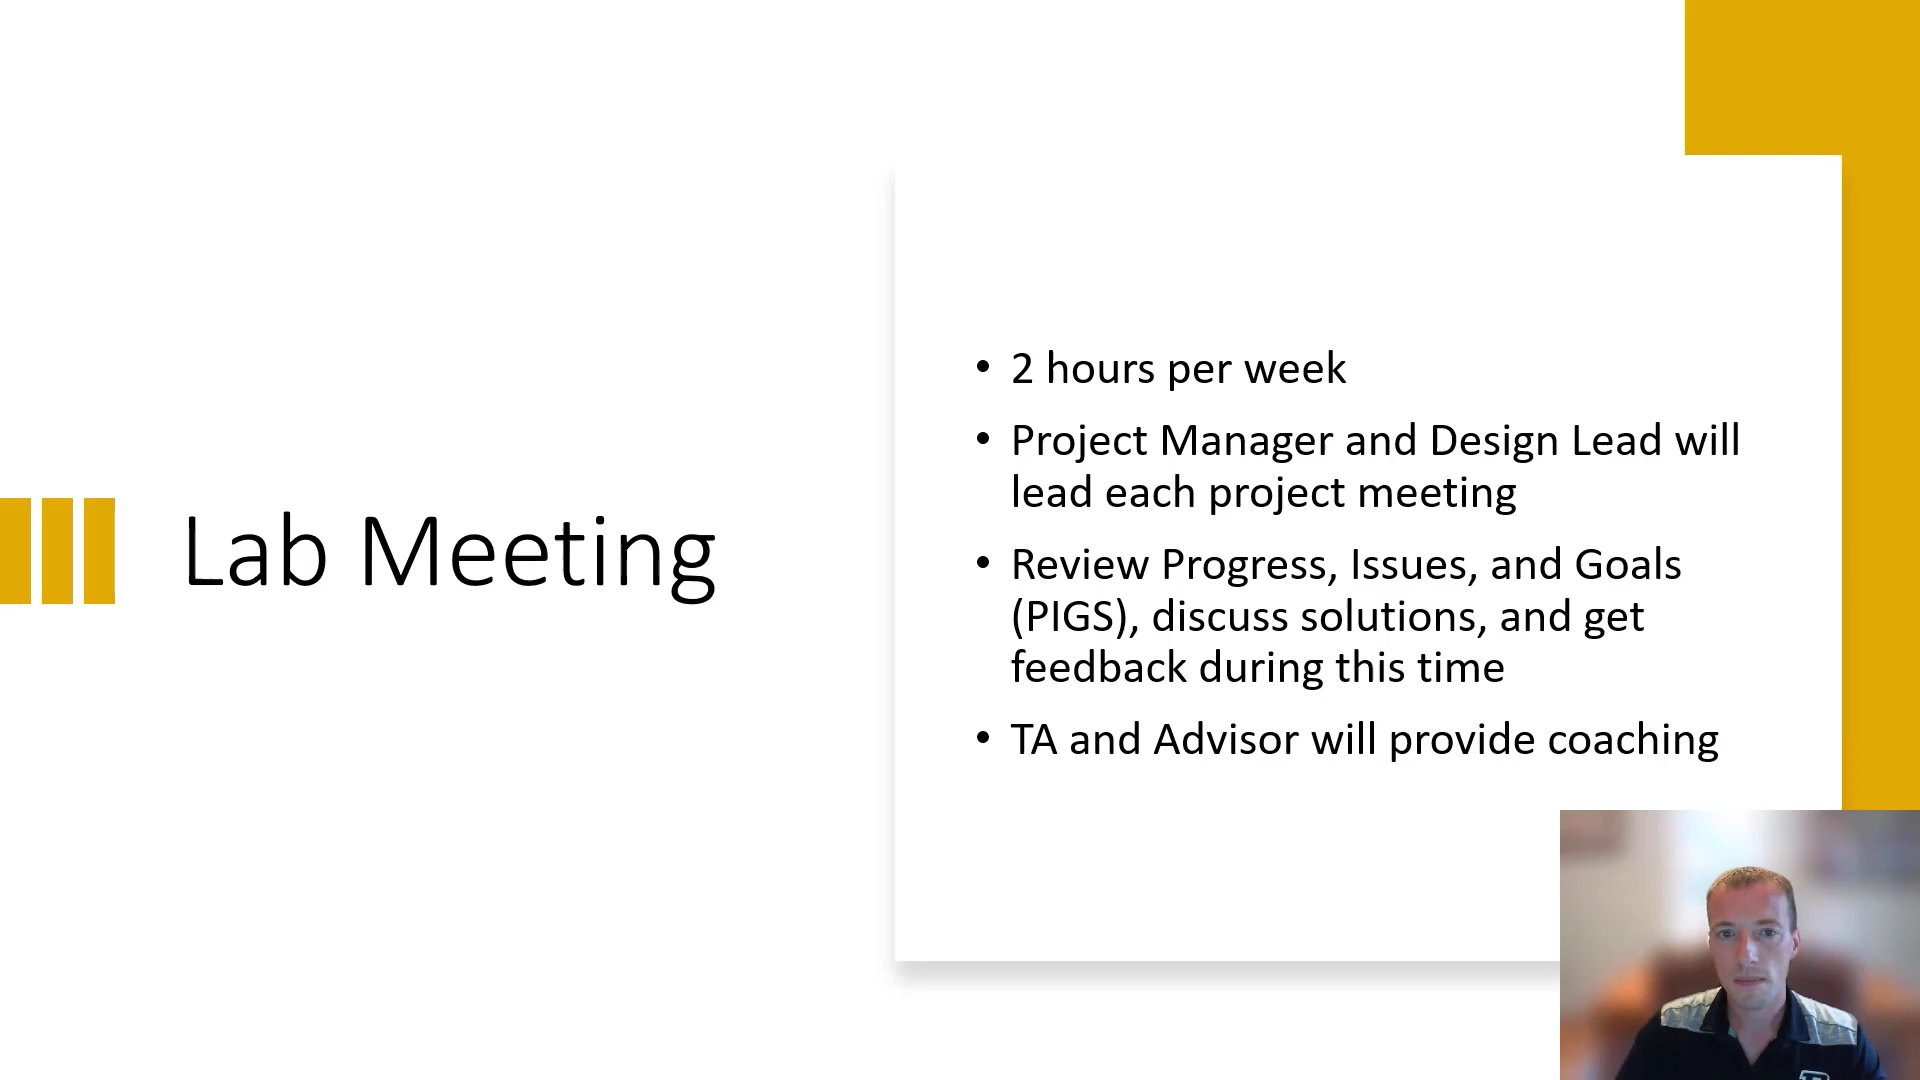 Lab Meeting
• 2 hours per week
• Project Manager and Design Lead will
lead each project meeting
• Review Progress, Issues, and Goals
(PIGS), discuss solutions, and get
feedback during this time
• TA and Advisor will provide coaching